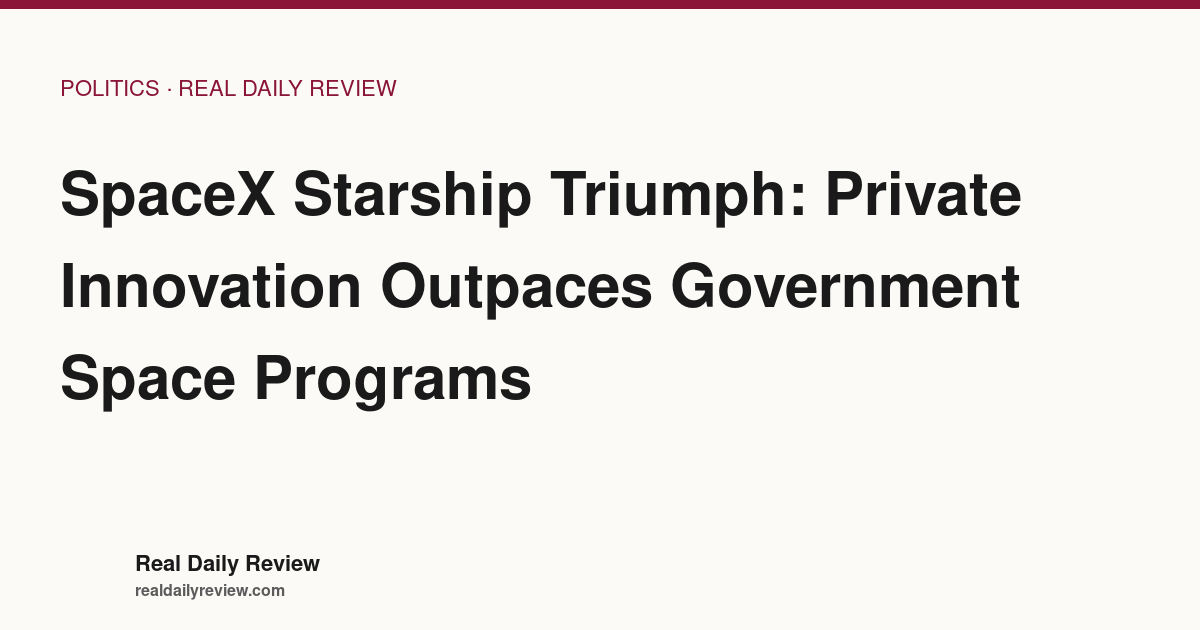 POLITICS · REAL DAILY REVIEW
SpaceX Starship Triumph: Private
Innovation Outpaces Government
Space Programs
Real Daily Review
realdailyreview.com